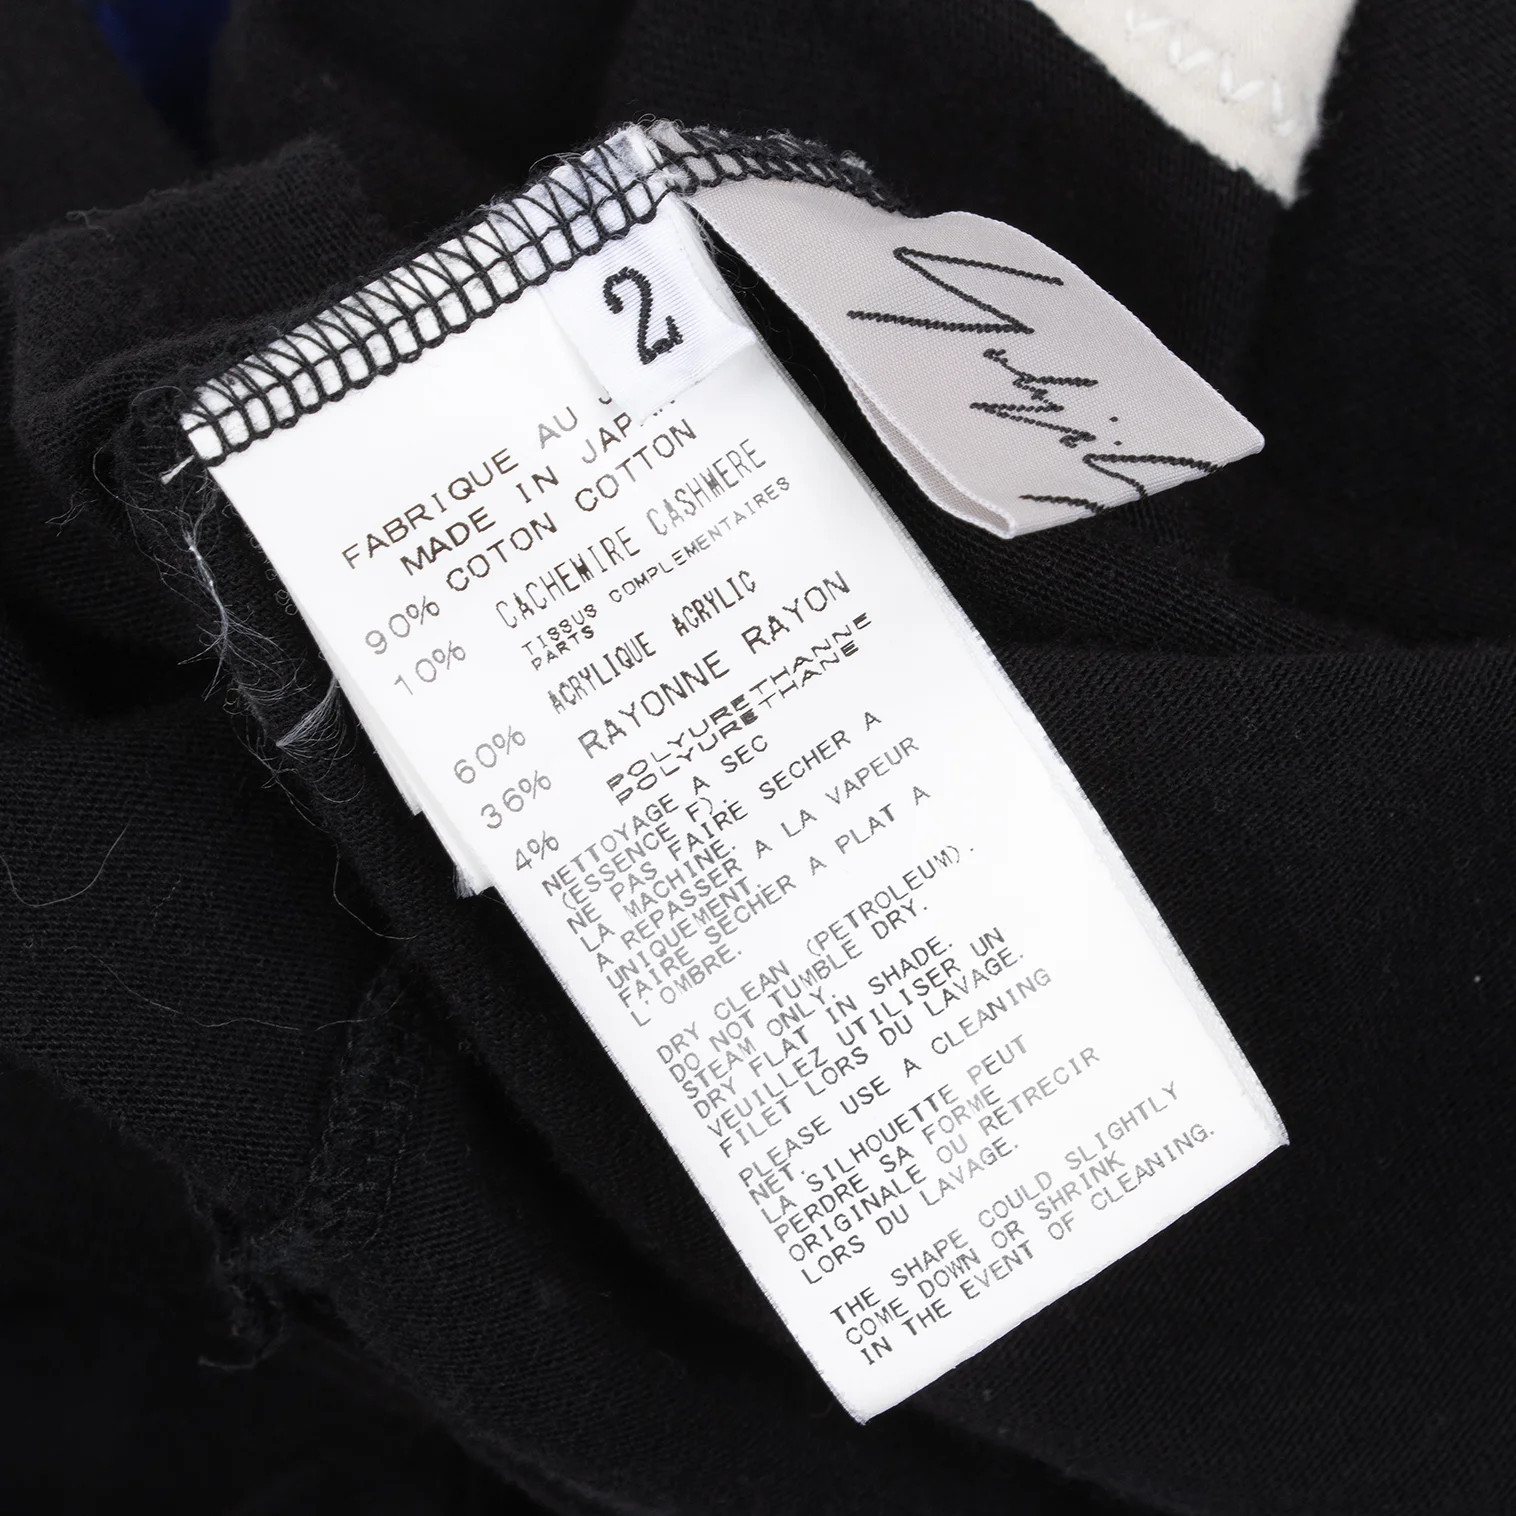 2
FABRIQUE AU
MADE IN JAPAN
90% COTON COTTON
10% CACHEMIRE CASHMERE
TISSUS COMPLEMENTAIRES
PARTS
60% ACRYLIQUE ACRYLIC
36% RAYONNE RAYON
4% POLYURETHANNE
POLYURETHANE
NETTOYAGE A SEC
(ESSENCE F).
NE PAS FAIRE SECHER A
LA MACHINE.
A REPASSER A LA VAPEUR
UNIQUEMENT.
FAIRE SECHER A PLAT A
L'OMBRE.
DRY CLEAN (PETROLEUM).
DO NOT TUMBLE DRY.
STEAM ONLY.
DRY FLAT IN SHADE.
VEUILLEZ UTILISER UN
FILET LORS DU LAVAGE.
PLEASE USE A CLEANING
NET.
LA SILHOUETTE PEUT
PERDRE SA FORME
ORIGINALE OU RETRECIR
LORS DU LAVAGE.
THE SHAPE COULD SLIGHTLY
COME DOWN OR SHRINK
IN THE EVENT OF CLEANING.